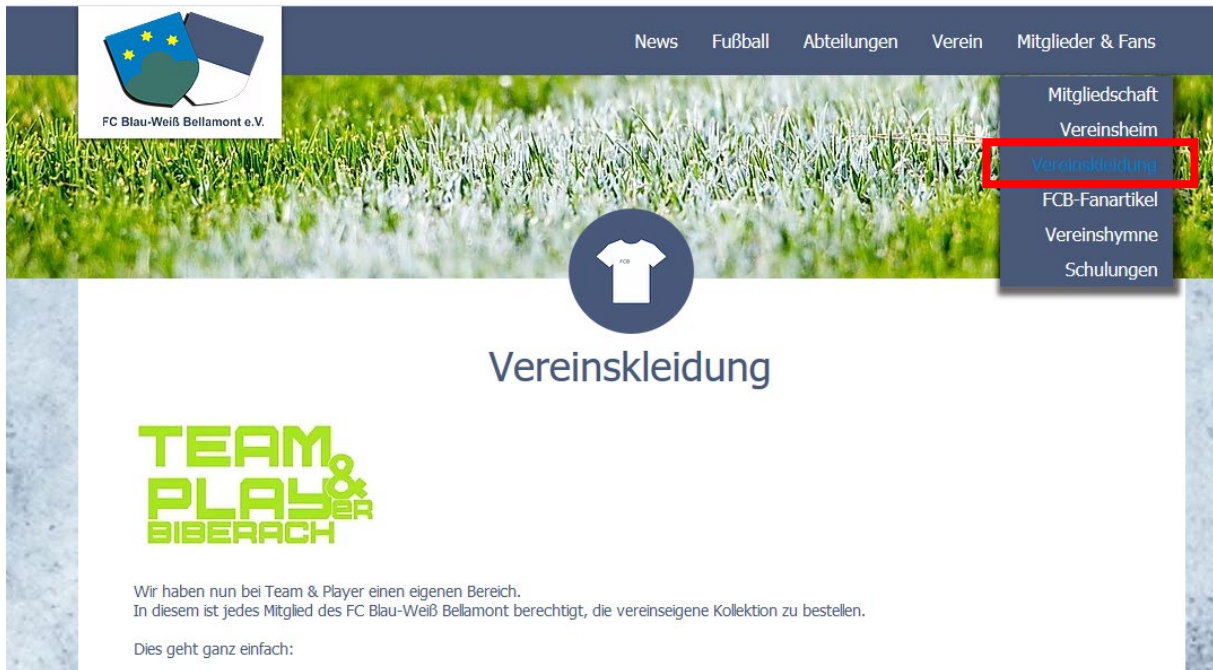 News Fußball Abteilungen Verein Mitglieder & Fans
FC Blau-Weiß Bellamont e.V.
Mitgliedschaft
Vereinsheim
Vereinskleidung
FCB-Fanartikel
Vereinshymne
Schulungen
FCB
Vereinskleidung
TEAM
& PLAYER
BIBERACH
Wir haben nun bei Team & Player einen eigenen Bereich.
In diesem ist jedes Mitglied des FC Blau-Weiß Bellamont berechtigt, die vereinseigene Kollektion zu bestellen.
Dies geht ganz einfach: